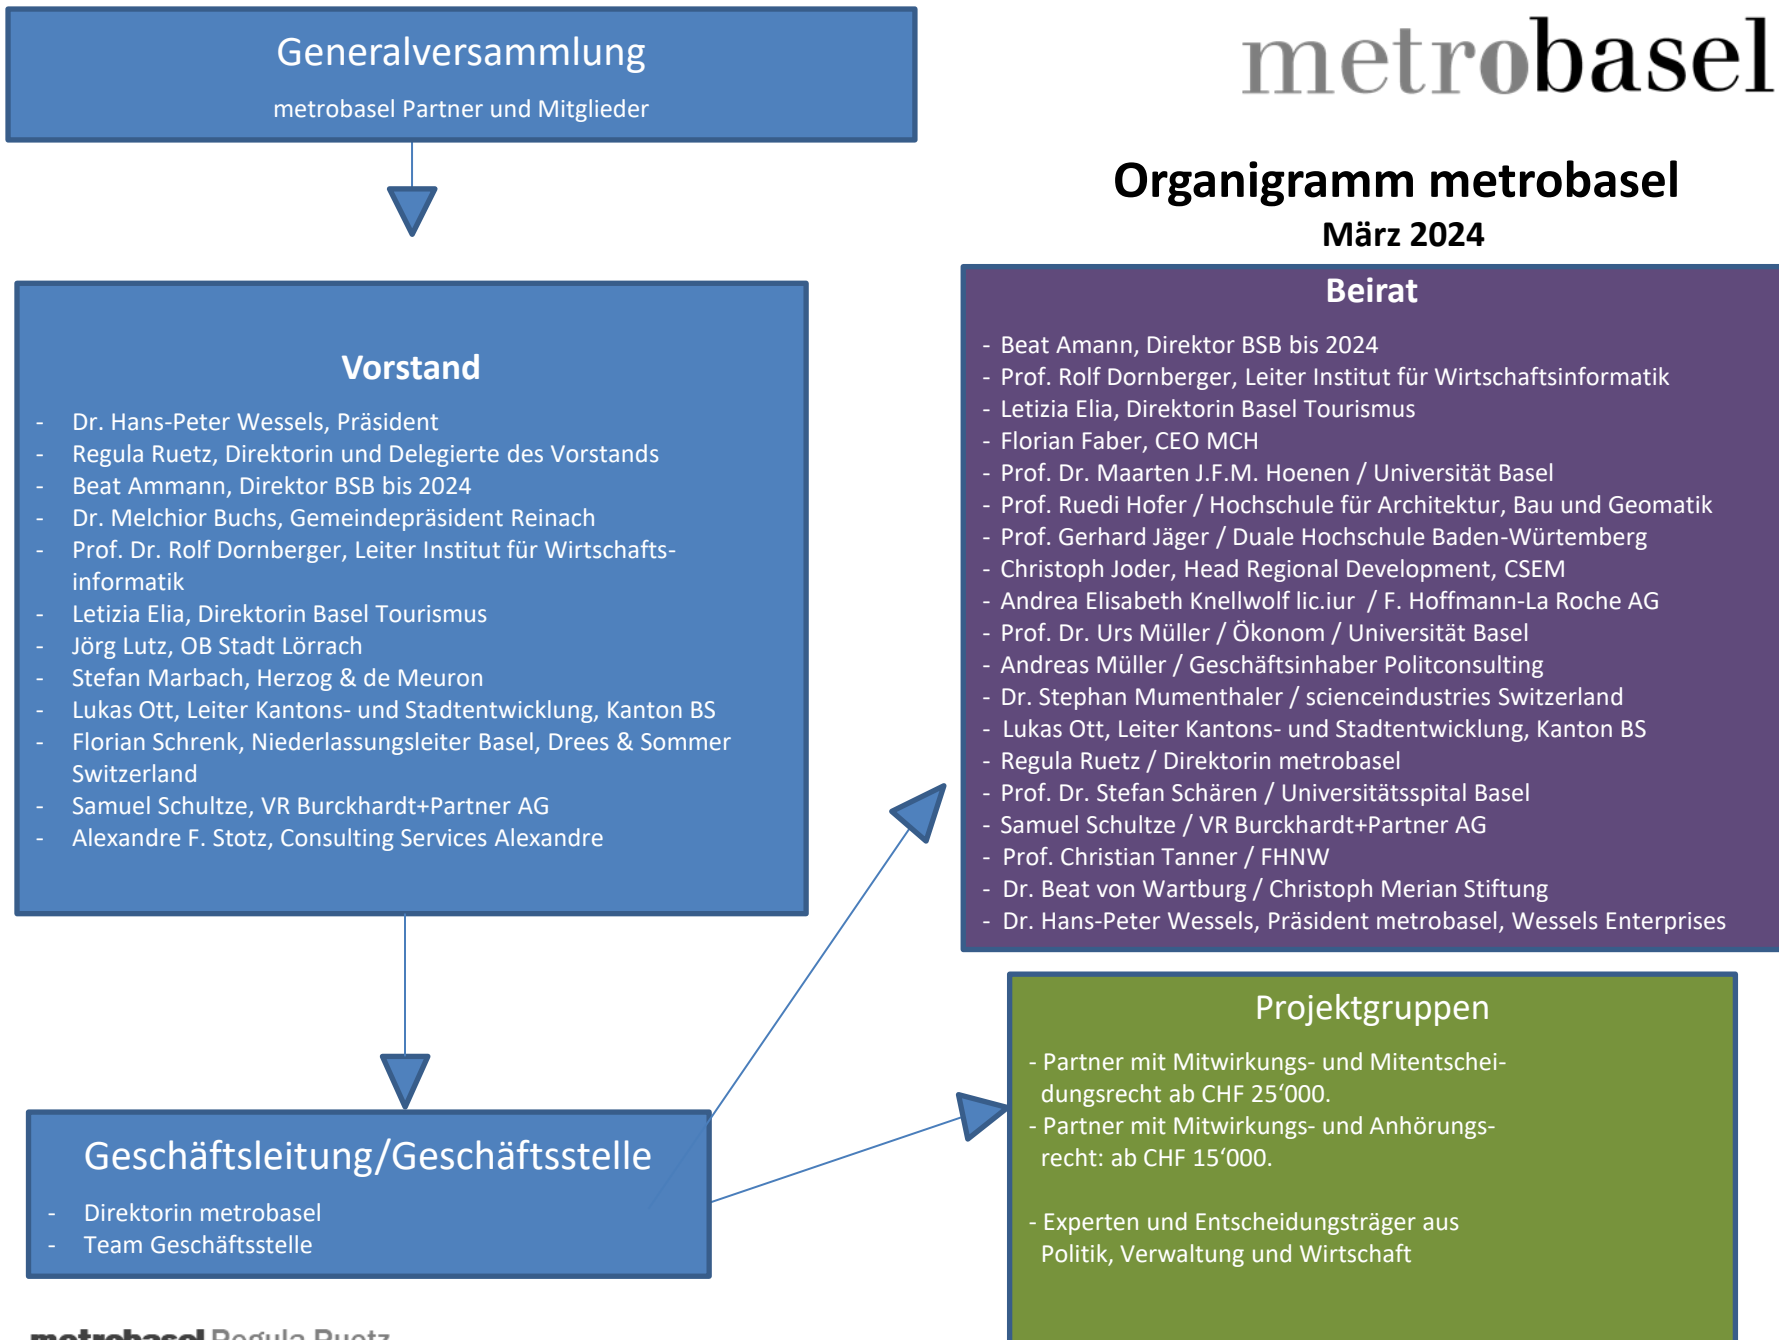 Generalversammlung
metrobasel Partner und Mitglieder
metrobasel
Organigramm metrobasel
März 2024
Vorstand
- Dr. Hans-Peter Wessels, Präsident
- Regula Ruetz, Direktorin und Delegierte des Vorstands
- Beat Ammann, Direktor BSB bis 2024
- Dr. Melchior Buchs, Gemeindepräsident Reinach
- Prof. Dr. Rolf Dornberger, Leiter Institut für Wirtschafts-
informatik
- Letizia Elia, Direktorin Basel Tourismus
- Jörg Lutz, OB Stadt Lörrach
- Stefan Marbach, Herzog & de Meuron
- Lukas Ott, Leiter Kantons- und Stadtentwicklung, Kanton BS
- Florian Schrenk, Niederlassungsleiter Basel, Drees & Sommer
Switzerland
- Samuel Schultze, VR Burckhardt+Partner AG
- Alexandre F. Stotz, Consulting Services Alexandre
Beirat
- Beat Amann, Direktor BSB bis 2024
- Prof. Rolf Dornberger, Leiter Institut für Wirtschaftsinformatik
- Letizia Elia, Direktorin Basel Tourismus
- Florian Faber, CEO MCH
- Prof. Dr. Maarten J.F.M. Hoenen / Universität Basel
- Prof. Ruedi Hofer / Hochschule für Architektur, Bau und Geomatik
- Prof. Gerhard Jäger / Duale Hochschule Baden-Würtemberg
- Christoph Joder, Head Regional Development, CSEM
- Andrea Elisabeth Knellwolf lic.iur / F. Hoffmann-La Roche AG
- Prof. Dr. Urs Müller / Ökonom / Universität Basel
- Andreas Müller / Geschäftsinhaber Politconsulting
- Dr. Stephan Mumenthaler / scienceindustries Switzerland
- Lukas Ott, Leiter Kantons- und Stadtentwicklung, Kanton BS
- Regula Ruetz / Direktorin metrobasel
- Prof. Dr. Stefan Schären / Universitätsspital Basel
- Samuel Schultze / VR Burckhardt+Partner AG
- Prof. Christian Tanner / FHNW
- Dr. Beat von Wartburg / Christoph Merian Stiftung
- Dr. Hans-Peter Wessels, Präsident metrobasel, Wessels Enterprises
Geschäftsleitung/Geschäftsstelle
- Direktorin metrobasel
- Team Geschäftsstelle
Projektgruppen
- Partner mit Mitwirkungs- und Mitentschei-
dungsrecht ab CHF 25‘000.
- Partner mit Mitwirkungs- und Anhörungs-
recht: ab CHF 15‘000.
- Experten und Entscheidungsträger aus
Politik, Verwaltung und Wirtschaft
metrobasel Regula Ruetz